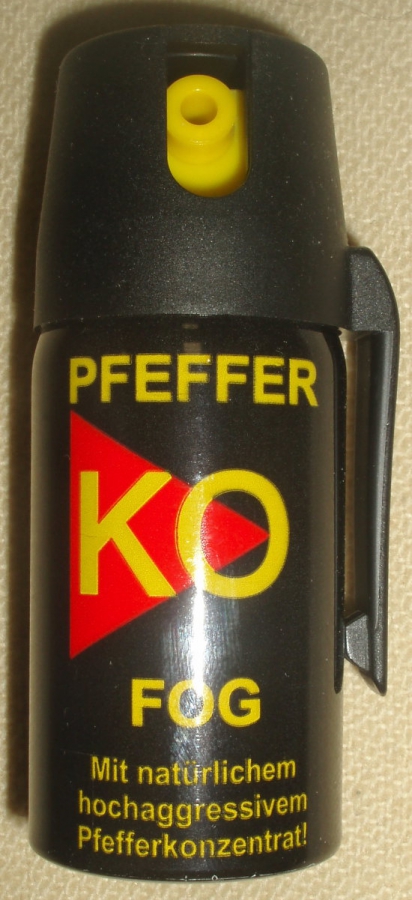 PFEFFER
KO
FOG
Mit natürlichem
hochaggressivem
Pfefferkonzentrat!